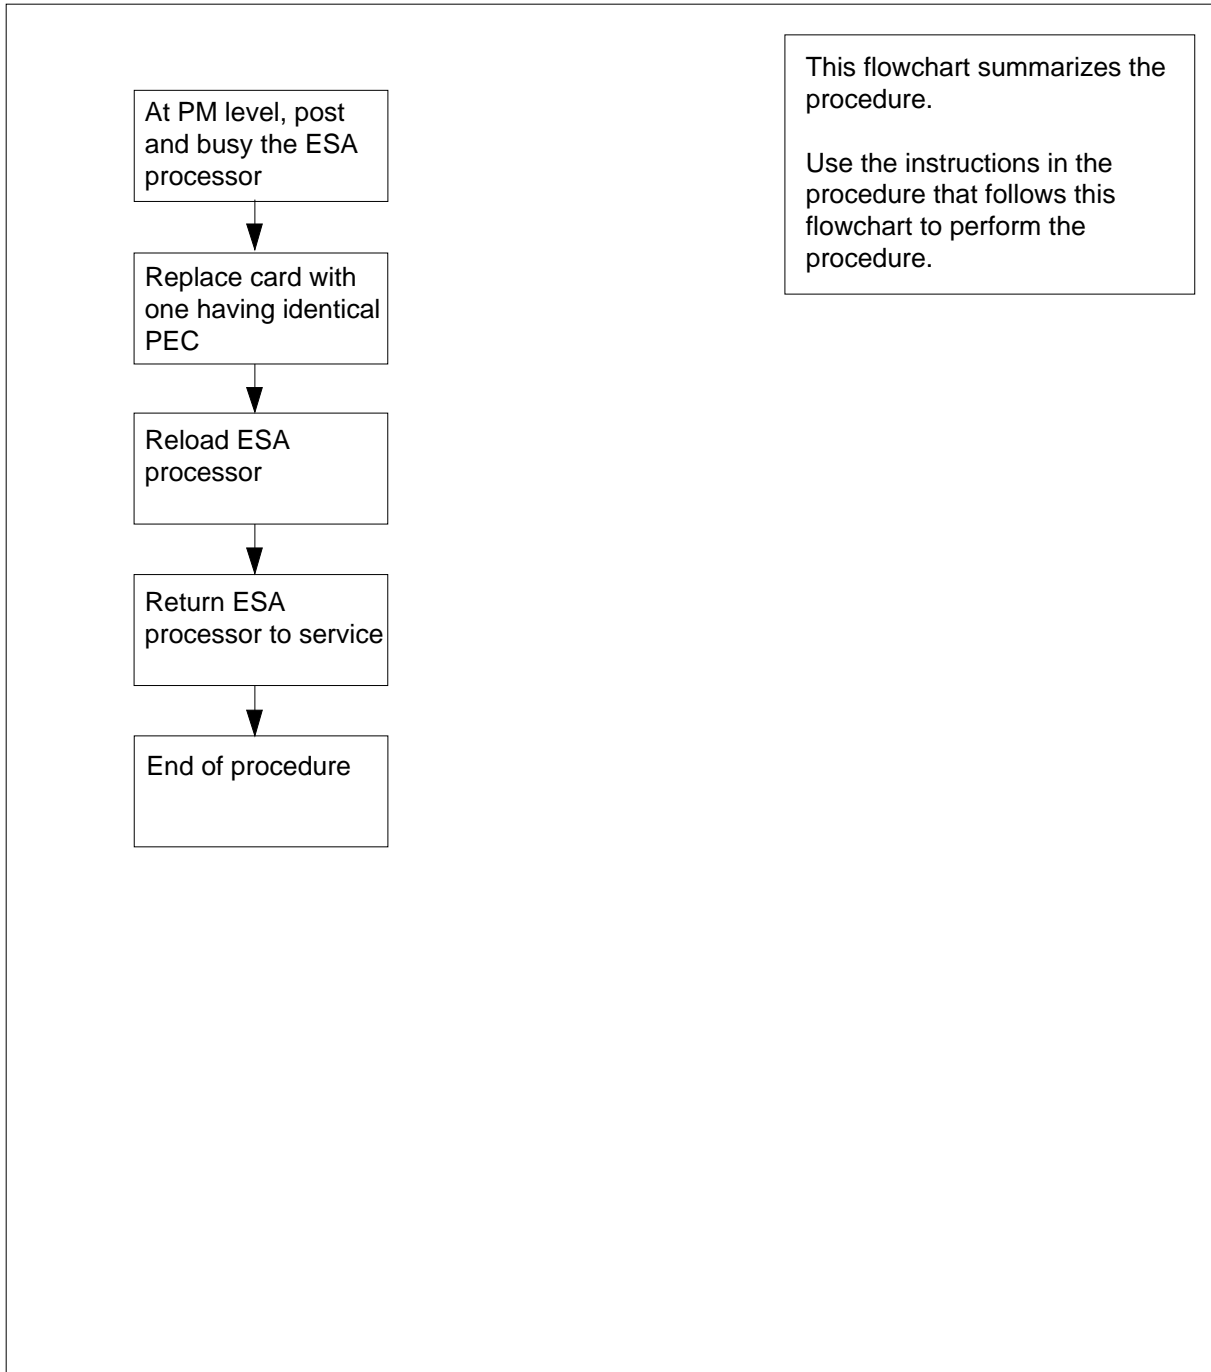 At PM level, post
and busy the ESA
processor
Replace card with
one having identical
PEC
Reload ESA
processor
Return ESA
processor to service
End of procedure
This flowchart summarizes the
procedure.
Use the instructions in the
procedure that follows this
flowchart to perform the
procedure.